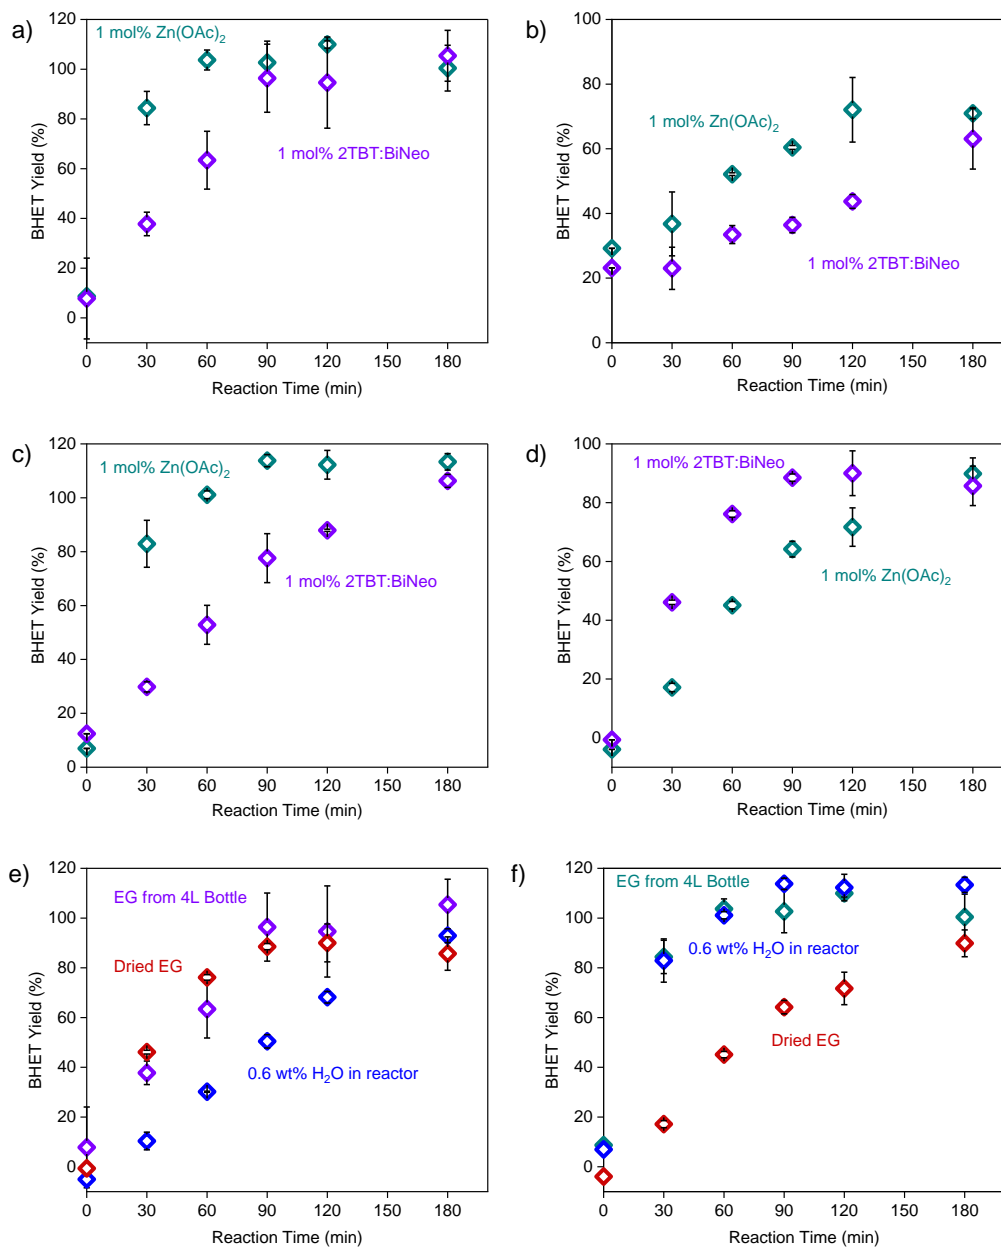 a)
1 mol% Zn(OAc)₂
1 mol% 2TBT:BiNeo
BHET Yield (%)
120
100
80
60
40
20
0
0 30 60 90 120 150 180
Reaction Time (min)
b)
1 mol% Zn(OAc)₂
1 mol% 2TBT:BiNeo
BHET Yield (%)
100
80
60
40
20
0
0 30 60 90 120 150 180
Reaction Time (min)
c)
1 mol% Zn(OAc)₂
1 mol% 2TBT:BiNeo
BHET Yield (%)
120
100
80
60
40
20
0
0 30 60 90 120 150 180
Reaction Time (min)
d)
1 mol% 2TBT:BiNeo
1 mol% Zn(OAc)₂
BHET Yield (%)
100
80
60
40
20
0
0 30 60 90 120 150 180
Reaction Time (min)
e)
EG from 4L Bottle
Dried EG
0.6 wt% H₂O in reactor
BHET Yield (%)
120
100
80
60
40
20
0
0 30 60 90 120 150 180
Reaction Time (min)
f)
EG from 4L Bottle
0.6 wt% H₂O in reactor
Dried EG
BHET Yield (%)
120
100
80
60
40
20
0
0 30 60 90 120 150 180
Reaction Time (min)